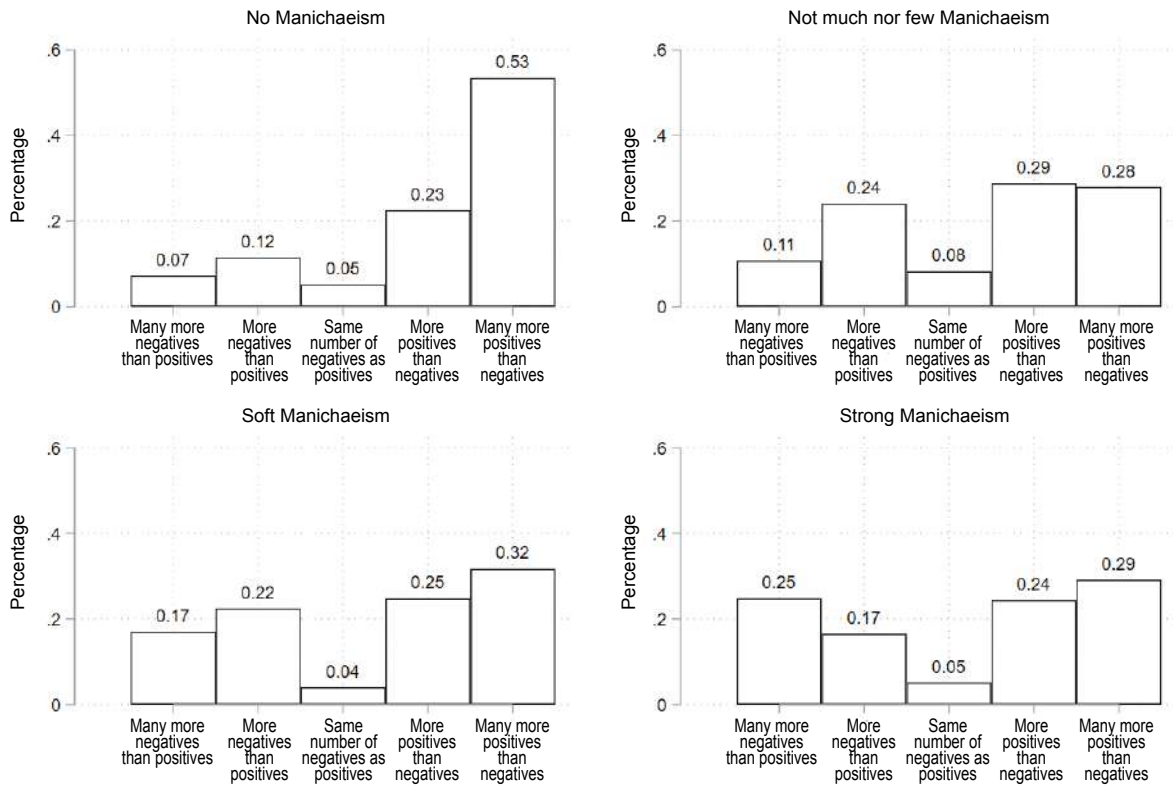 No Manichaeism
Not much nor few Manichaeism
.6
.4
.2
0
Percentage
0.07
0.12
0.05
0.23
0.53
Many more
negatives
than positives
More
negatives
than
positives
Same
number of
negatives as
positives
More
positives
than
negatives
Many more
positives
than
negatives
.6
.4
.2
0
Percentage
0.11
0.24
0.08
0.29
0.28
Many more
negatives
than positives
More
negatives
than
positives
Same
number of
negatives as
positives
More
positives
than
negatives
Many more
positives
than
negatives
Soft Manichaeism
Strong Manichaeism
.6
.4
.2
0
Percentage
0.17
0.22
0.04
0.25
0.32
Many more
negatives
than positives
More
negatives
than
positives
Same
number of
negatives as
positives
More
positives
than
negatives
Many more
positives
than
negatives
.6
.4
.2
0
Percentage
0.25
0.17
0.05
0.24
0.29
Many more
negatives
than positives
More
negatives
than
positives
Same
number of
negatives as
positives
More
positives
than
negatives
Many more
positives
than
negatives